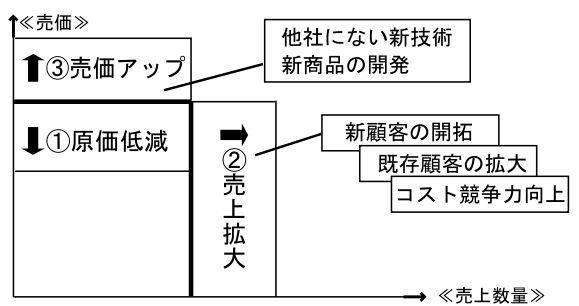 ≪売価≫
③売価アップ
他社にない新技術
新商品の開発
①原価低減
②売上拡大
新顧客の開拓
既存顧客の拡大
コスト競争力向上
≪売上数量≫